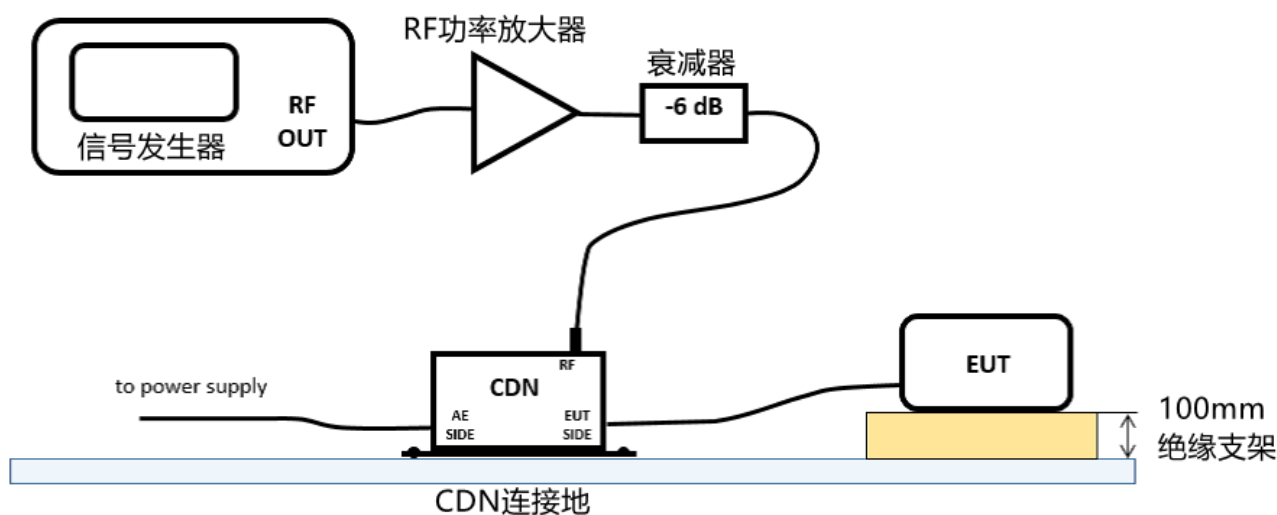 RF功率放大器
衰减器
-6 dB
RF
OUT
信号发生器
RF
CDN
to power supply
AE
SIDE
EUT
SIDE
EUT
100mm
绝缘支架
CDN连接地